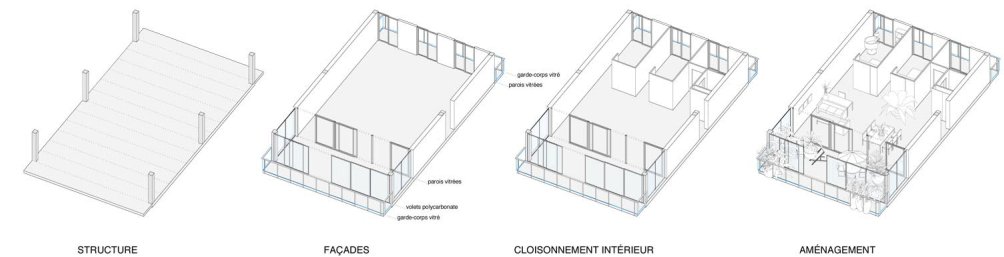 garde-corps vitré
parois vitrées
parois vitrées
volets polycarbonate
garde-corps vitré
STRUCTURE
FAÇADES
CLOISONNEMENT INTÉRIEUR
AMÉNAGEMENT